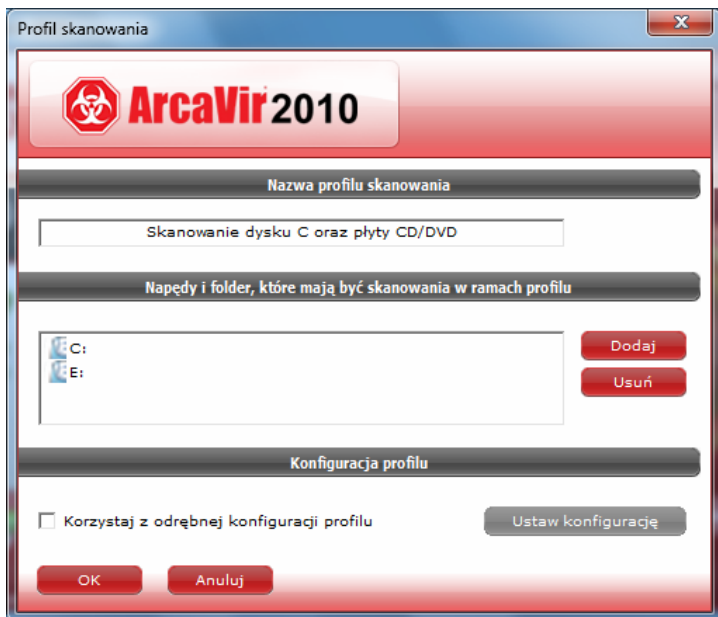 Profil skanowania
ArcaVir 2010
Nazwa profilu skanowania
Skanowanie dysku C oraz płyty CD/DVD
Napędy i folder, które mają być skanowania w ramach profilu
C:
E:
Dodaj
Usuń
Konfiguracja profilu
Korzystaj z odrębnej konfiguracji profilu
Ustaw konfigurację
OK
Anuluj